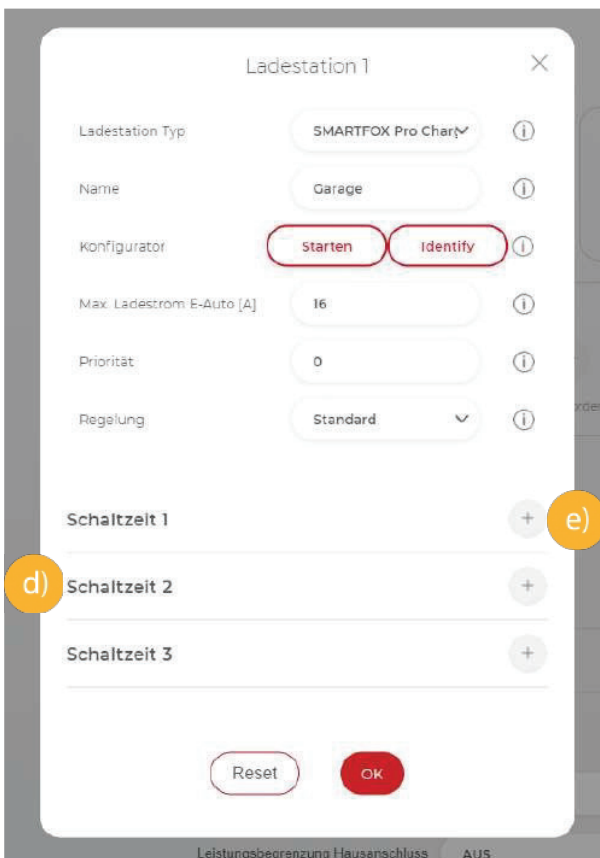 Ladestation 1
Ladestation Typ SMARTFOX Pro Charg
Name Garage
Konfigurator Starten Identify
Max. Ladestrom E-Auto [A] 16
Priorität 0
Regelung Standard
Schaltzeit 1 e)
d) Schaltzeit 2
Schaltzeit 3
Reset OK
Leistungsbegrenzung Hausanschluss AUS